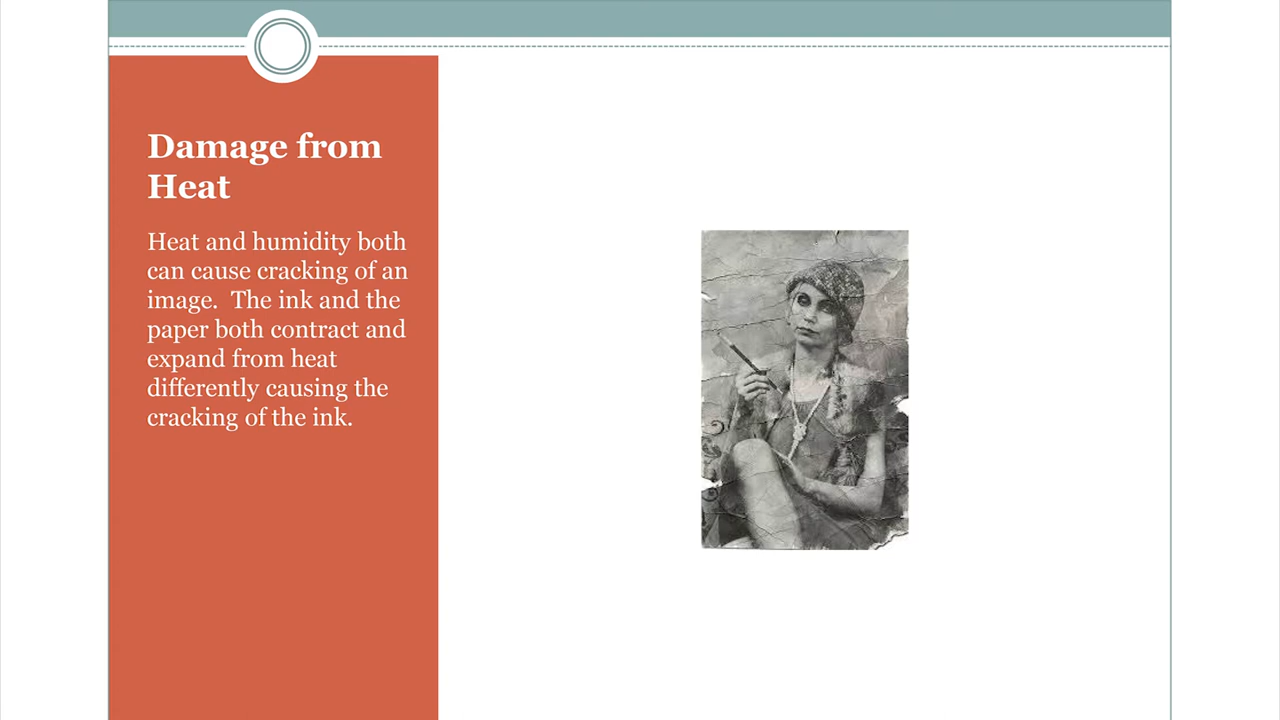 Damage from
Heat
Heat and humidity both
can cause cracking of an
image.  The ink and the
paper both contract and
expand from heat
differently causing the
cracking of the ink.